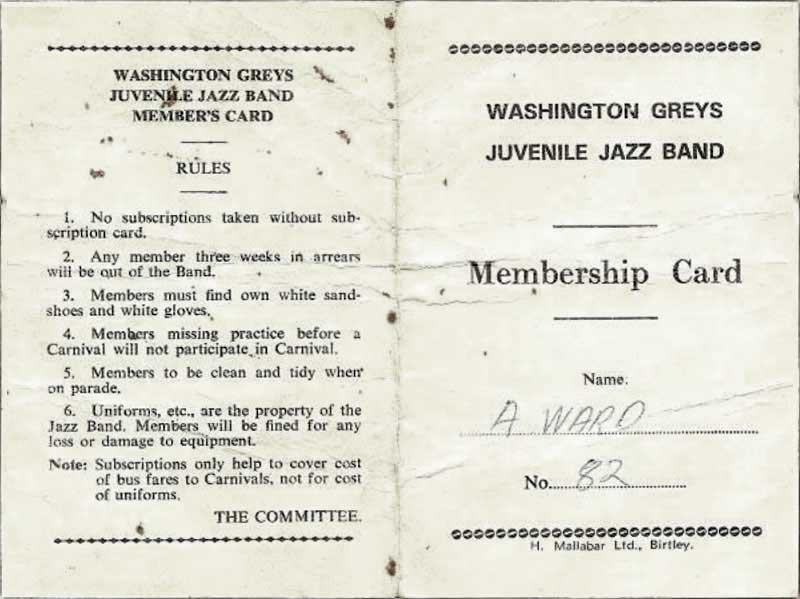 WASHINGTON GREYS
JUVENILE JAZZ BAND
MEMBER'S CARD
RULES
1. No subscriptions taken without sub-
scription card.
2. Any member three weeks in arrears
will be out of the Band.
3. Members must find own white sand-
shoes and white gloves.
4. Members missing practice before a
Carnival will not participate in Carnival.
5. Members to be clean and tidy when
on parade.
6. Uniforms, etc., are the property of the
Jazz Band. Members will be fined for any
loss or damage to equipment.
Note: Subscriptions only help to cover cost
of bus fares to Carnivals, not for cost
of uniforms.
THE COMMITTEE.
WASHINGTON GREYS
JUVENILE JAZZ BAND
Membership Card
Name:
A WARD
No. 82
H. Mallabar Ltd., Birtley.